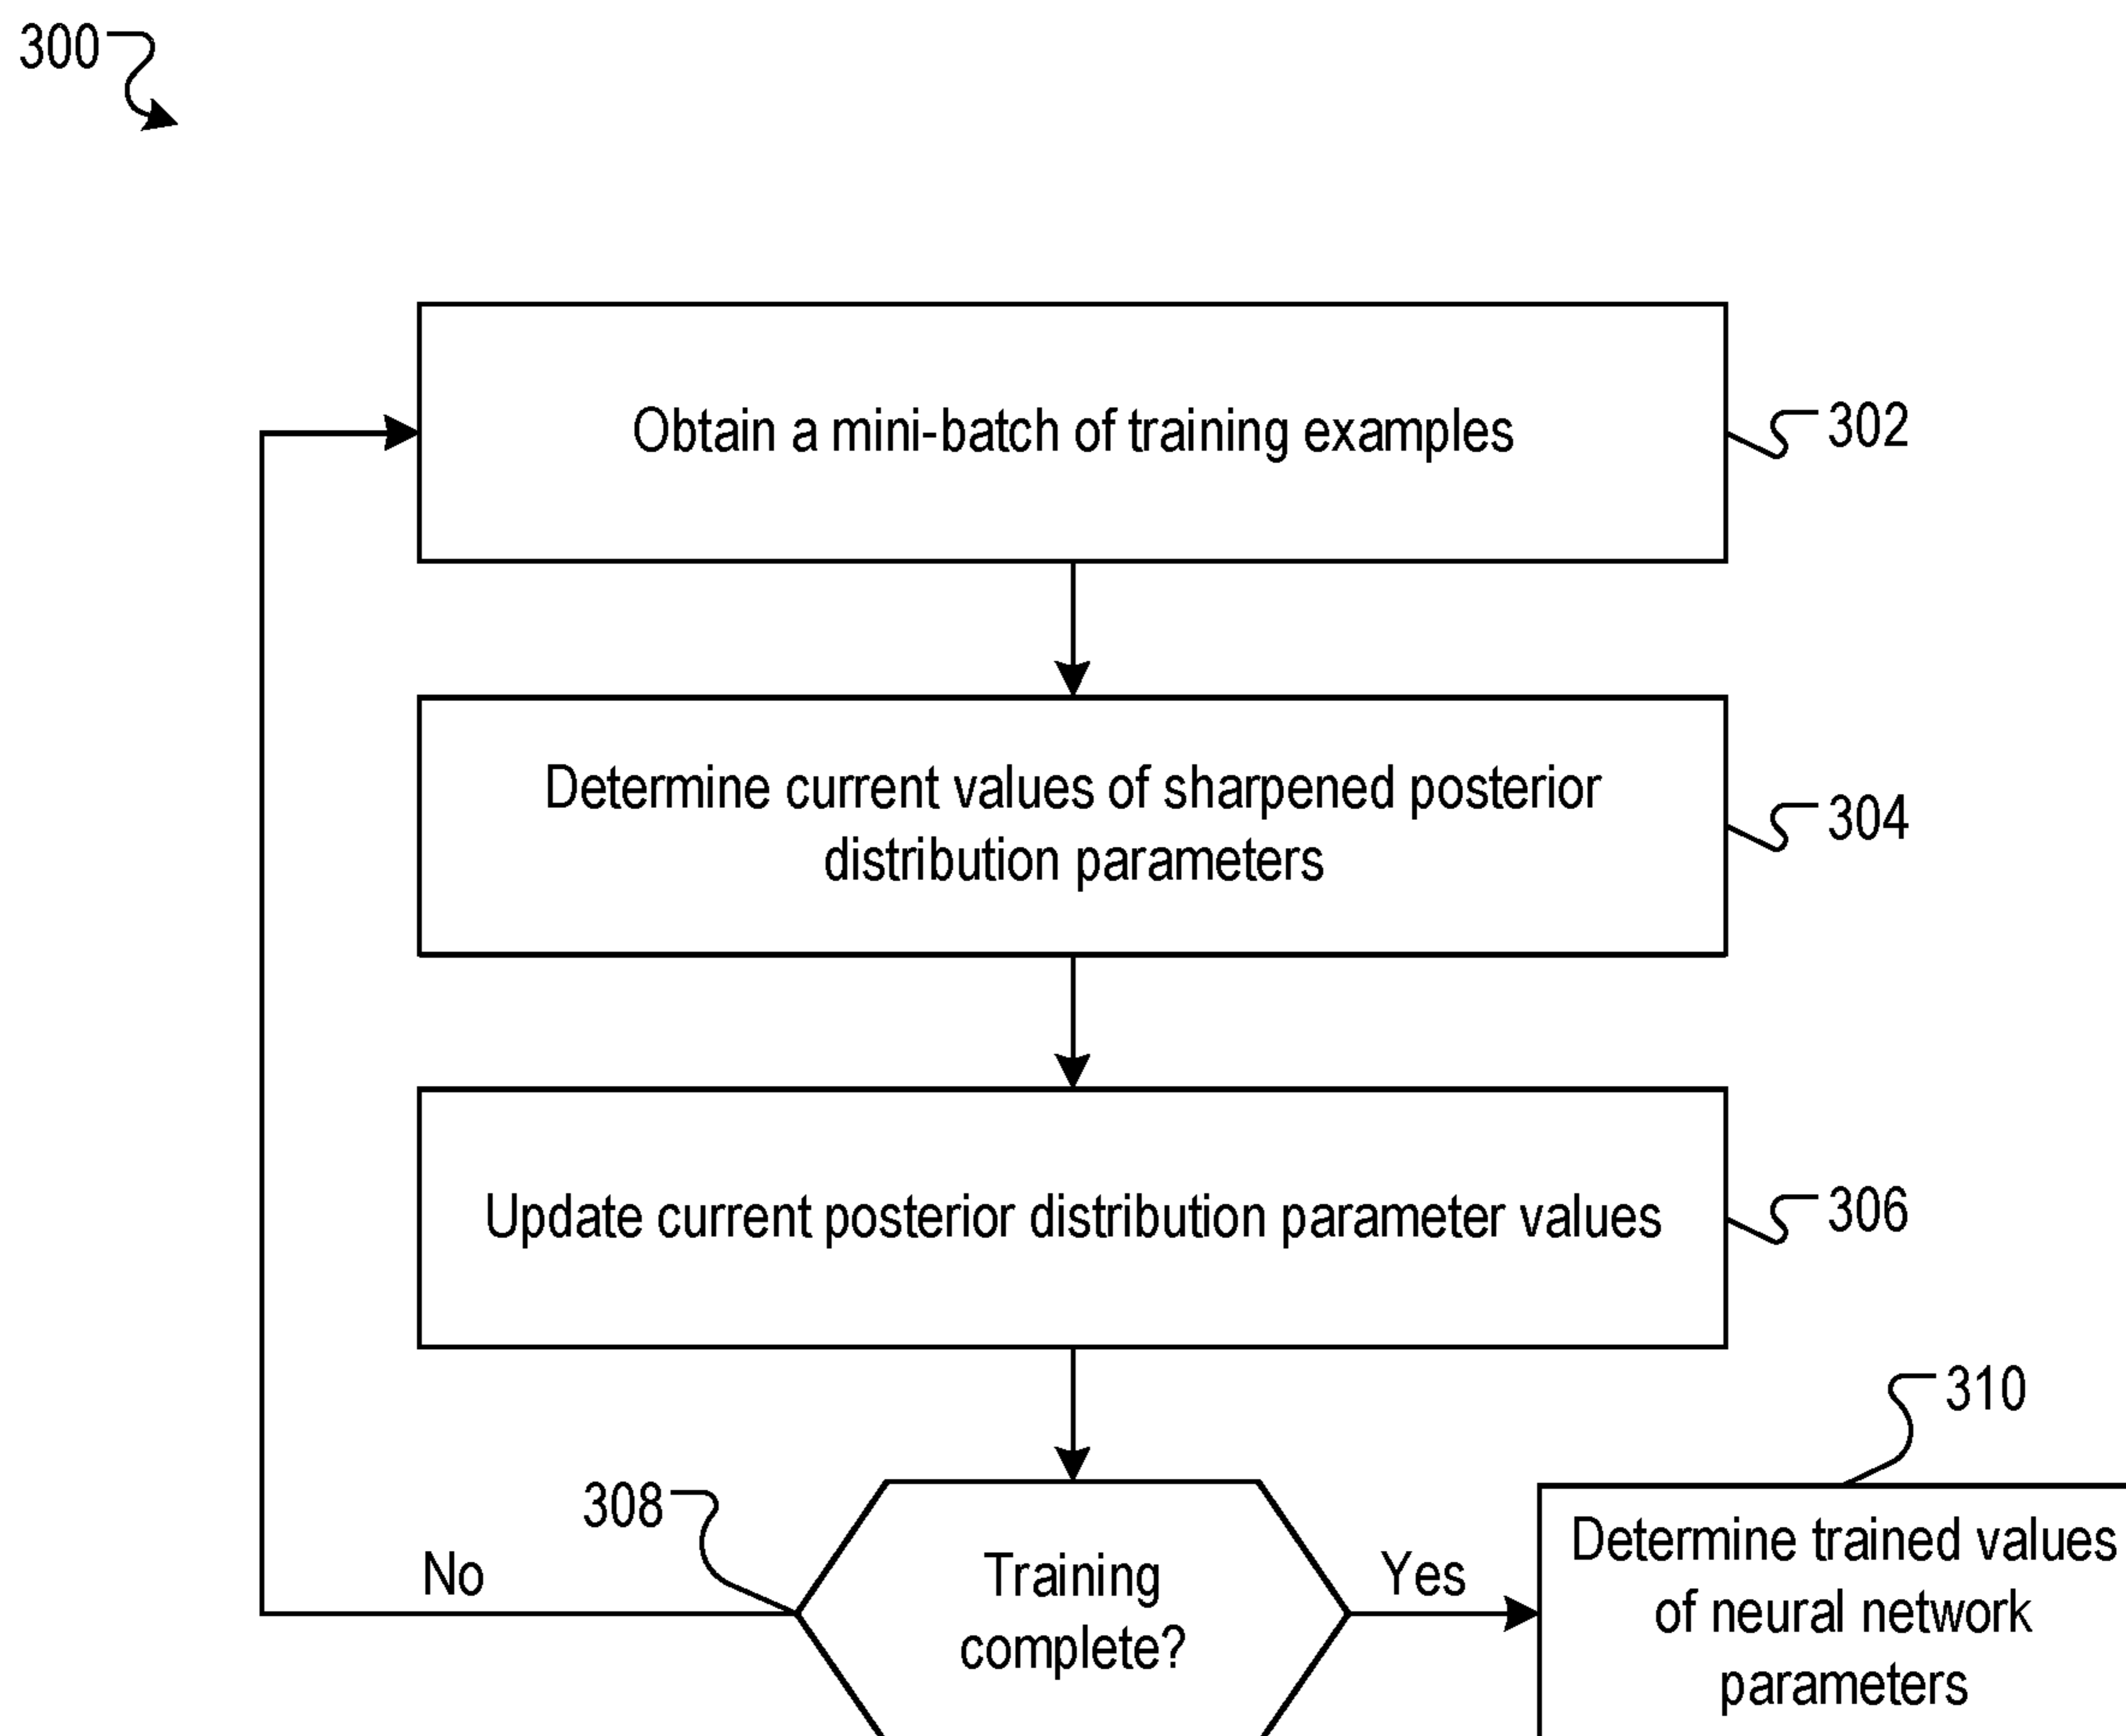 300
Obtain a mini-batch of training examples
302
Determine current values of sharpened posterior
distribution parameters
304
Update current posterior distribution parameter values
306
310
308
No
Training
complete?
Yes
Determine trained values
of neural network
parameters